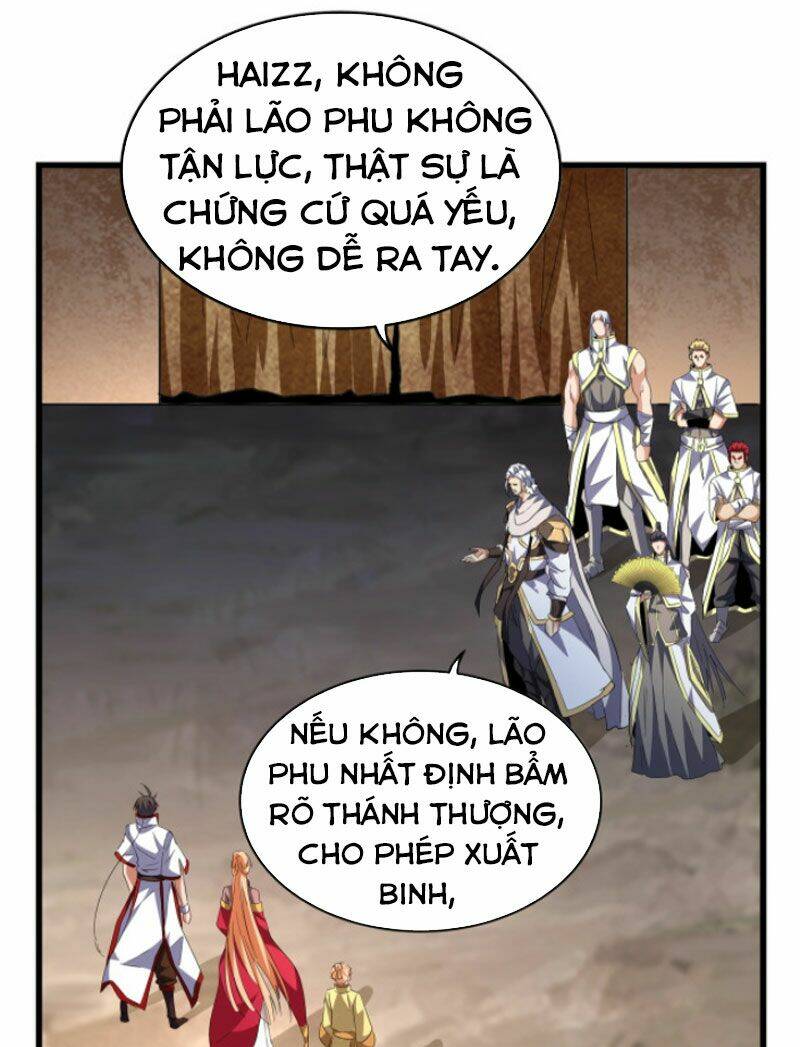 HAIZZ, KHÔNG
PHẢI LÃO PHU KHÔNG
TẬN LỰC, THẬT SỰ LÀ
CHỨNG CỨ QUÁ YẾU,
KHÔNG DỄ RA TAY.
NẾU KHÔNG, LÃO
PHU NHẤT ĐỊNH BẨM
RÕ THÁNH THƯỢNG,
CHO PHÉP XUẤT
BINH,